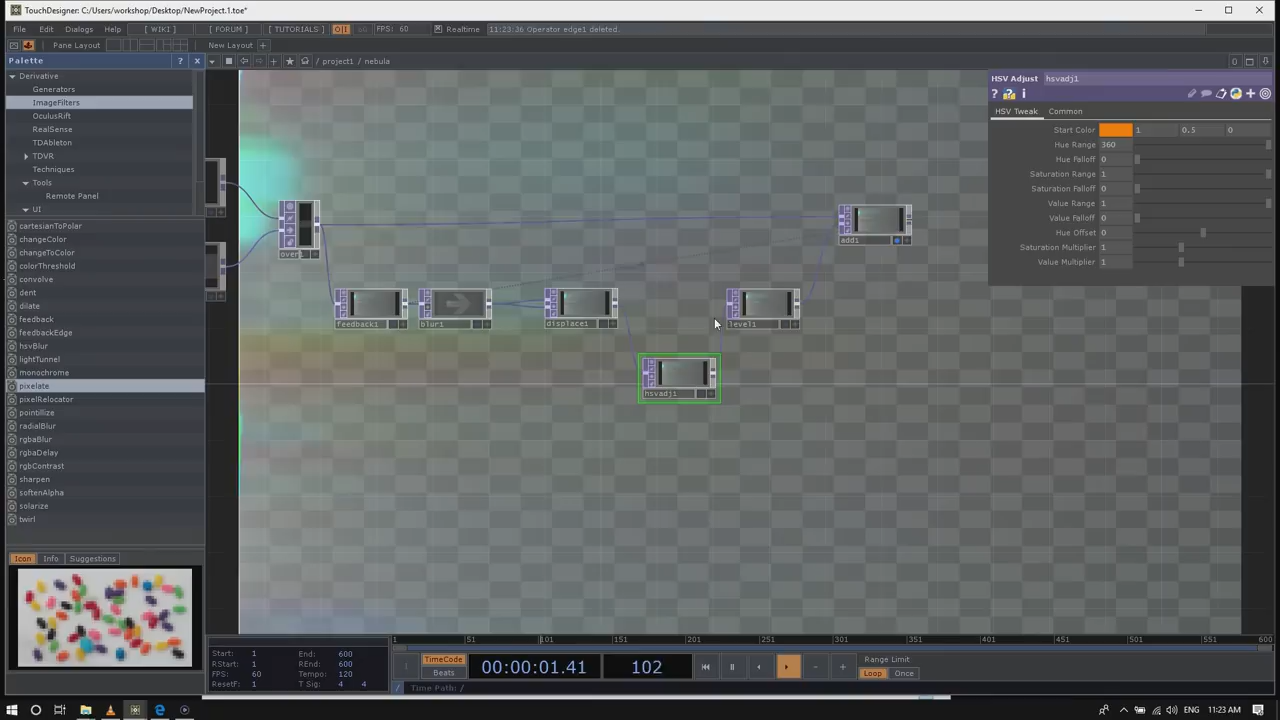 TouchDesigner: C:/Users/workshop/Desktop/NewProject.1.toe*
File Edit Dialogs Help [ WIKI ] [ FORUM ] [ TUTORIALS ] O|I FPS: 60 Realtime 11:23:36 Operator edge1 deleted.
Pane Layout New Layout +
Palette ? x / project1 / nebula
Derivative
Generators
ImageFilters
OculusRift
RealSense
TDAbleton
TDVR
Techniques
Tools
Remote Panel
UI
cartesianToPolar
changeColor
changeToColor
colorThreshold
convolve
dent
dilate
feedback
feedbackEdge
hsvBlur
lightTunnel
monochrome
pixelate
pixelRelocator
pointillize
radialBlur
rgbaBlur
rgbaDelay
rgbContrast
sharpen
softenAlpha
solarize
twirl
Icon Info Suggestions
over1
feedback1
blur1
displace1
hsvadj1
level1
add1
HSV Adjust hsvadj1
HSV Tweak Common
Start Color 1 0.5 0
Hue Range 360
Hue Falloff 0
Saturation Range 1
Saturation Falloff 0
Value Range 1
Value Falloff 0
Hue Offset 0
Saturation Multiplier 1
Value Multiplier 1
1 51 101 151 201 251 301 351 401 451 501 551 600
Start: 1 End: 600
RStart: 1 REnd: 600
FPS: 60 Tempo: 120
ResetF: 1 T Sig: 4 4
TimeCode
Beats
00:00:01.41 102
Range Limit
Loop Once
/ Time Path: /
ENG 11:23 AM